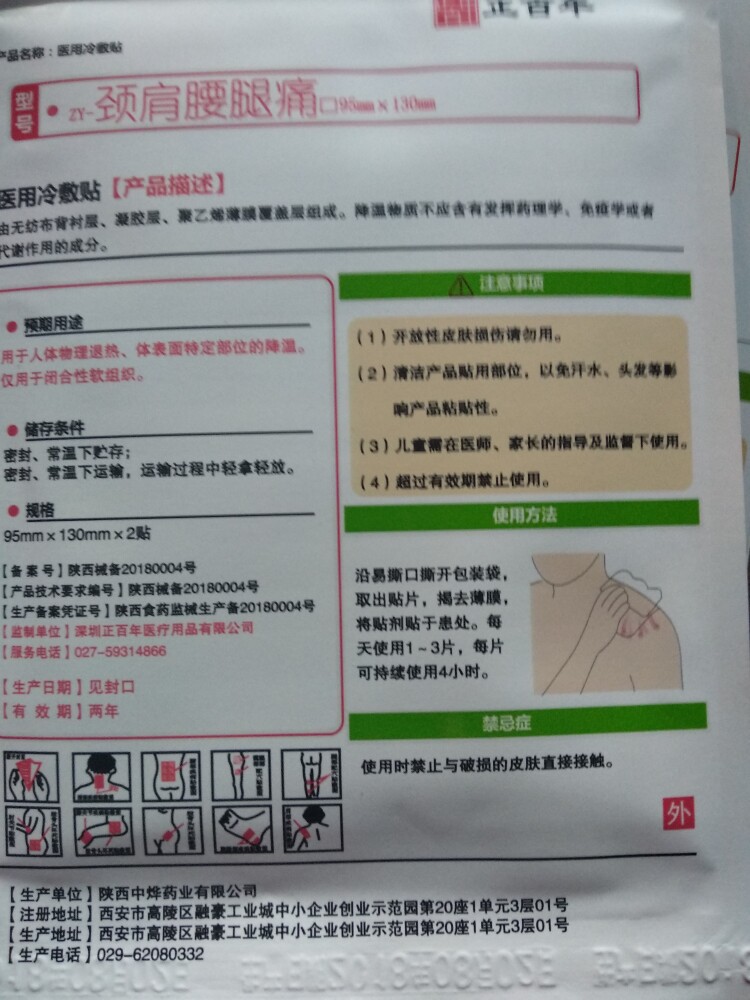 正百年
产品名称：医用冷敷贴
型号
ZY-颈肩腰腿痛□95mm×130mm
医用冷敷贴【产品描述】
由无纺布背衬层、凝胶层、聚乙烯薄膜覆盖层组成。降温物质不应含有发挥药理学、免疫学或者
代谢作用的成分。
注意事项
（1）开放性皮肤损伤请勿用。
（2）清洁产品贴用部位，以免汗水、头发等影
响产品粘贴性。
（3）儿童需在医师、家长的指导及监督下使用。
（4）超过有效期禁止使用。
预期用途
用于人体物理退热、体表面特定部位的降温。
仅用于闭合性软组织。
储存条件
密封、常温下贮存；
密封、常温下运输，运输过程中轻拿轻放。
规格
95mm×130mm×2贴
【备 案 号】陕西械备20180004号
【产品技术要求编号】陕西械备20180004号
【生产备案凭证号】陕西食药监械生产备20180004号
【监制单位】深圳正百年医疗用品有限公司
【服务电话】027-59314866
【生产日期】见封口
【有 效 期】两年
使用方法
沿易撕口撕开包装袋，
取出贴片，揭去薄膜，
将贴剂贴于患处。每
天使用1~3片，每片
可持续使用4小时。
禁忌症
使用时禁止与破损的皮肤直接接触。
外
【生产单位】陕西中烨药业有限公司
【注册地址】西安市高陵区融豪工业城中小企业创业示范园第20座1单元3层01号
【生产地址】西安市高陵区融豪工业城中小企业创业示范园第20座1单元3层01号
【生产电话】029-62080332